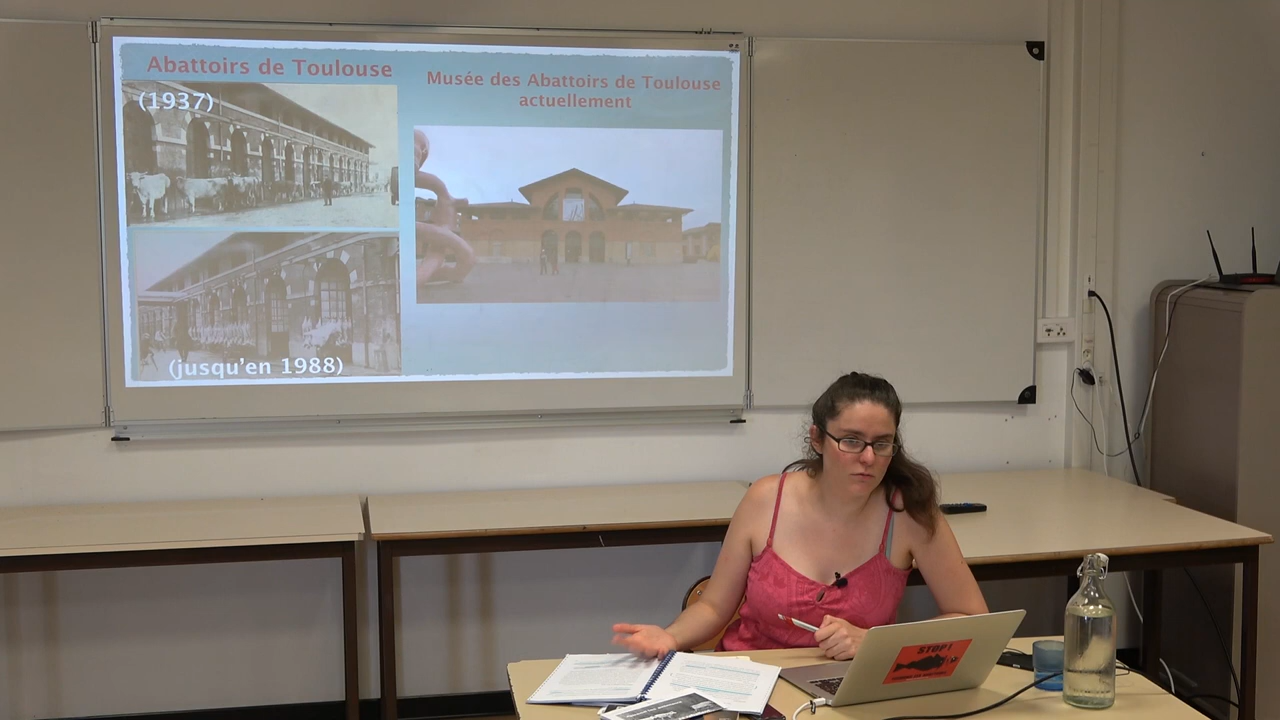 Abattoirs de Toulouse
(1937)
(jusqu'en 1988)
Musée des Abattoirs de Toulouse
actuellement
STOP!